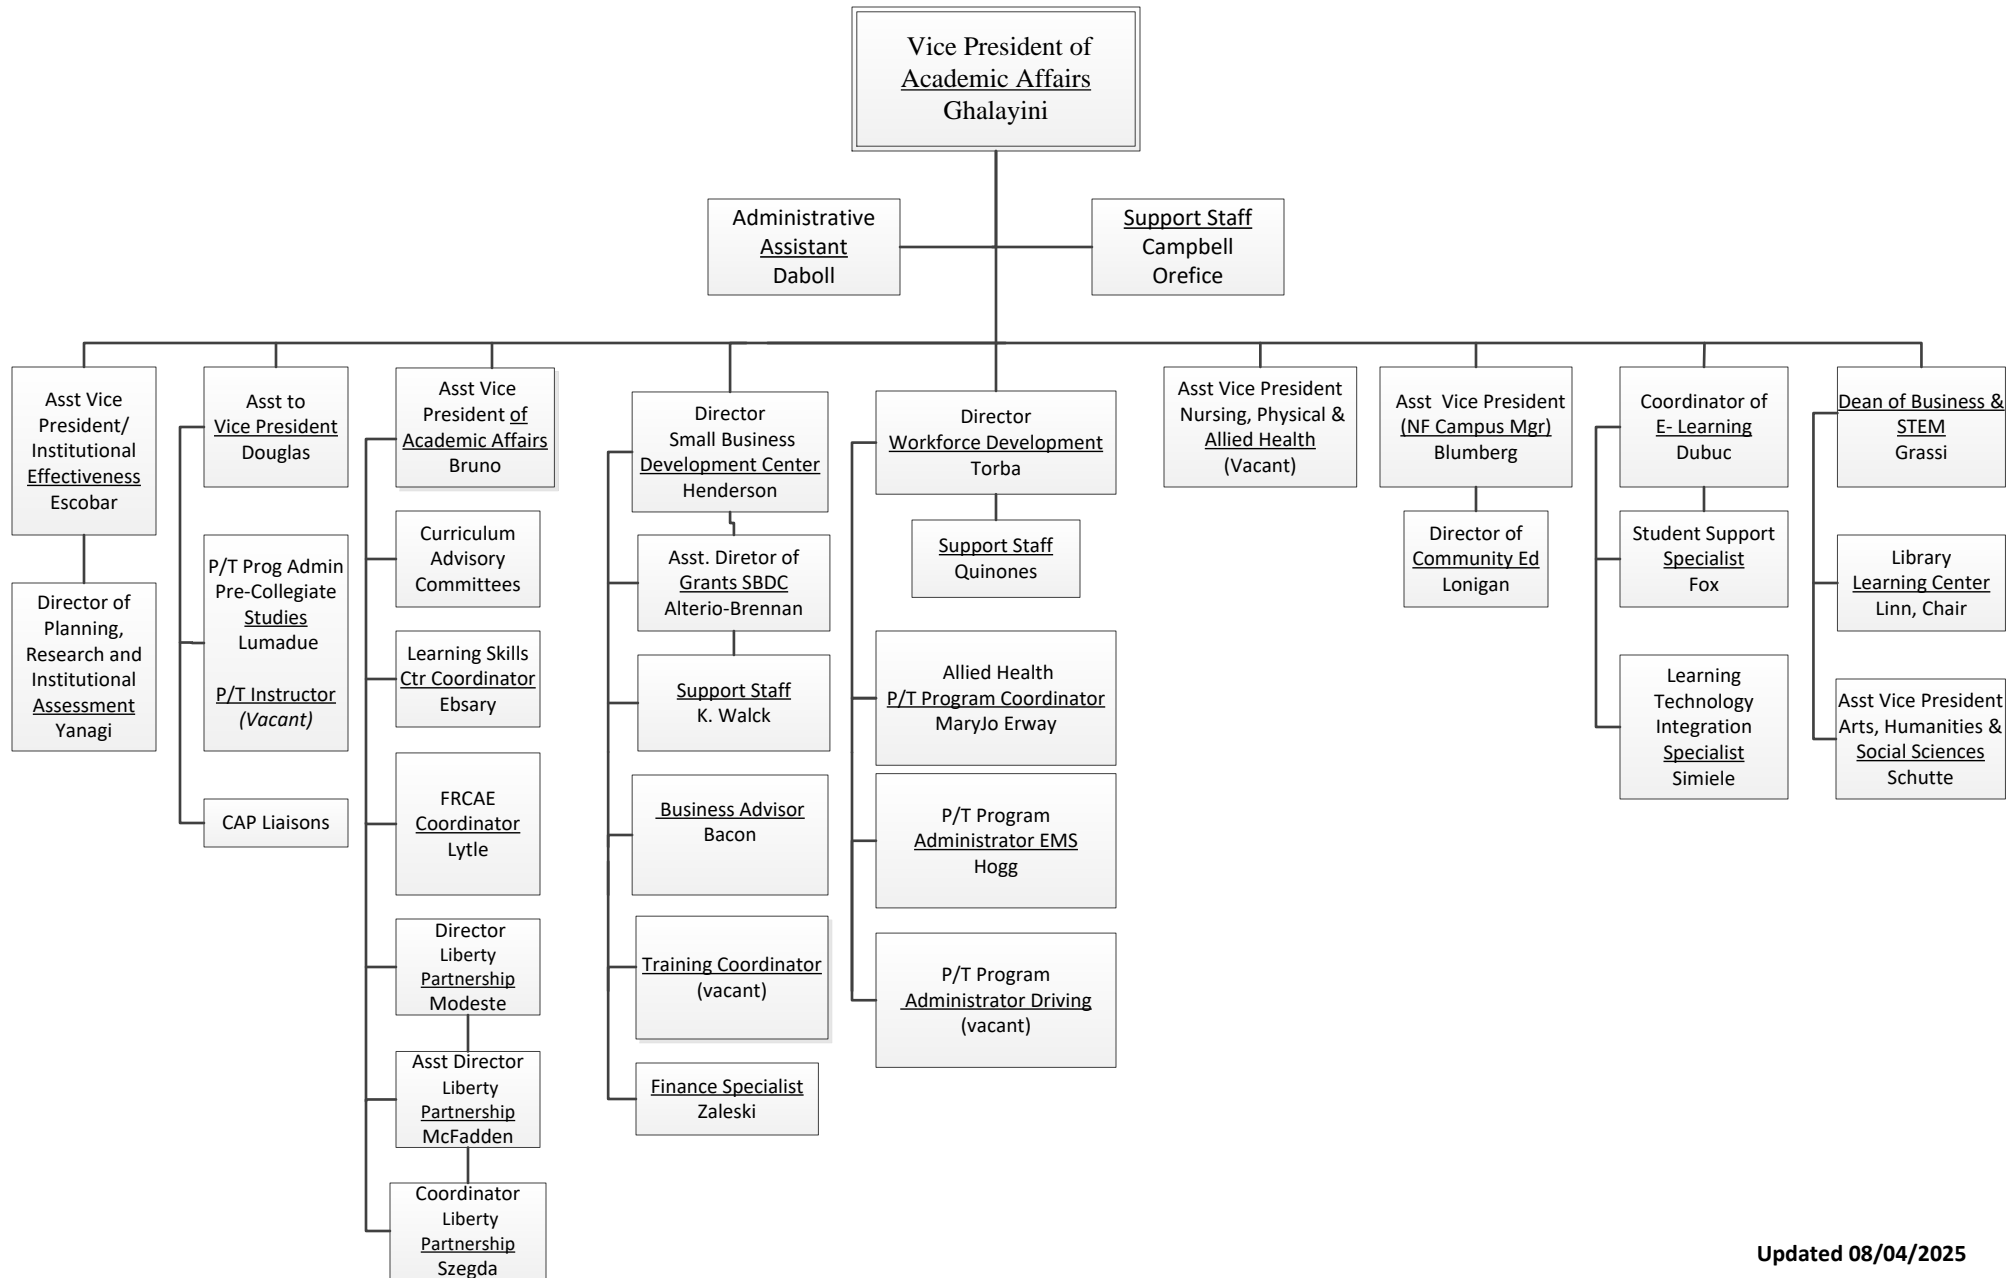 Vice President of
Academic Affairs
Ghalayini
Administrative
Assistant
Daboll
Support Staff
Campbell
Orefice
Asst Vice
President/
Institutional
Effectiveness
Escobar
Director of
Planning,
Research and
Institutional
Assessment
Yanagi
Asst to
Vice President
Douglas
P/T Prog Admin
Pre-Collegiate
Studies
Lumadue
P/T Instructor
(Vacant)
CAP Liaisons
Asst Vice
President of
Academic Affairs
Bruno
Curriculum
Advisory
Committees
Learning Skills
Ctr Coordinator
Ebsary
FRCAE
Coordinator
Lytle
Director
Liberty
Partnership
Modeste
Asst Director
Liberty
Partnership
McFadden
Coordinator
Liberty
Partnership
Szegda
Director
Small Business
Development Center
Henderson
Asst. Diretor of
Grants SBDC
Alterio-Brennan
Support Staff
K. Walck
Business Advisor
Bacon
Training Coordinator
(vacant)
Finance Specialist
Zaleski
Director
Workforce Development
Torba
Support Staff
Quinones
Allied Health
P/T Program Coordinator
MaryJo Erway
P/T Program
Administrator EMS
Hogg
P/T Program
Administrator Driving
(vacant)
Asst Vice President
Nursing, Physical &
Allied Health
(Vacant)
Asst  Vice President
(NF Campus Mgr)
Blumberg
Director of
Community Ed
Lonigan
Coordinator of
E- Learning
Dubuc
Student Support
Specialist
Fox
Learning
Technology
Integration
Specialist
Simiele
Dean of Business &
STEM
Grassi
Library
Learning Center
Linn, Chair
Asst Vice President
Arts, Humanities &
Social Sciences
Schutte
Updated 08/04/2025